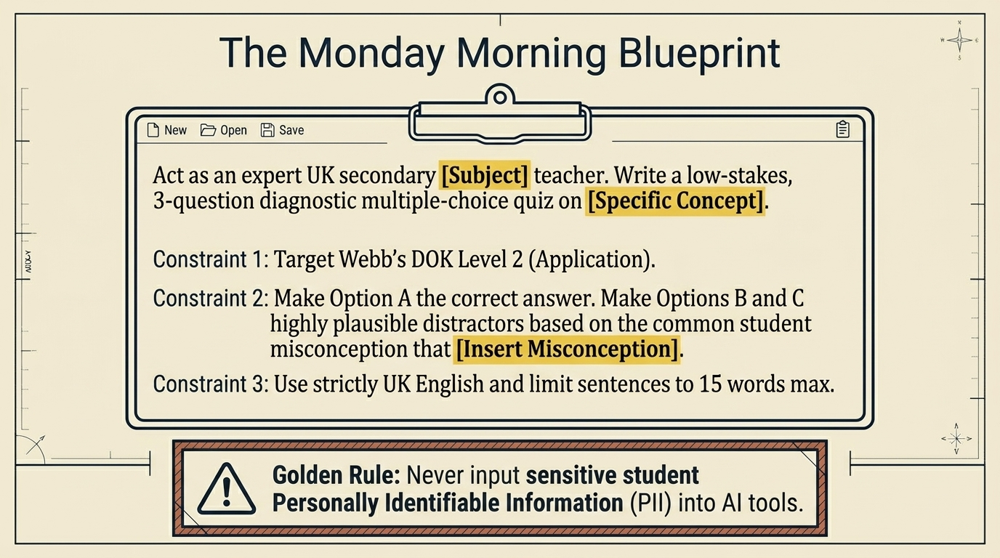 The Monday Morning Blueprint
New Open Save
Act as an expert UK secondary [Subject] teacher. Write a low-stakes,
3-question diagnostic multiple-choice quiz on [Specific Concept].
Constraint 1: Target Webb’s DOK Level 2 (Application).
Constraint 2: Make Option A the correct answer. Make Options B and C
highly plausible distractors based on the common student
misconception that [Insert Misconception].
Constraint 3: Use strictly UK English and limit sentences to 15 words max.
Golden Rule: Never input sensitive student
Personally Identifiable Information (PII) into AI tools.